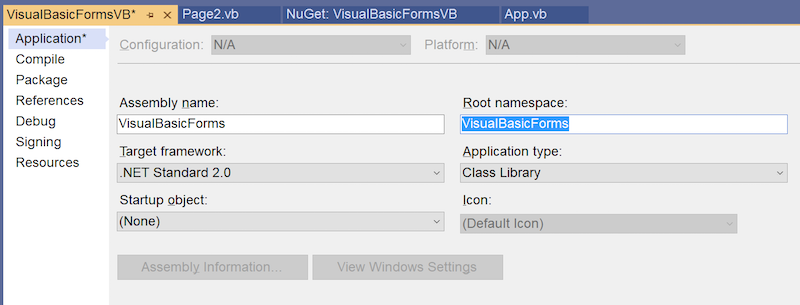 VisualBasicFormsVB* Page2.vb NuGet: VisualBasicFormsVB App.vb
Application* Configuration: N/A Platform: N/A
Compile
Package
References
Debug
Signing
Resources
Assembly name: Root namespace:
VisualBasicForms VisualBasicForms
Target framework: Application type:
.NET Standard 2.0 Class Library
Startup object: Icon:
(None) (Default Icon)
Assembly Information... View Windows Settings